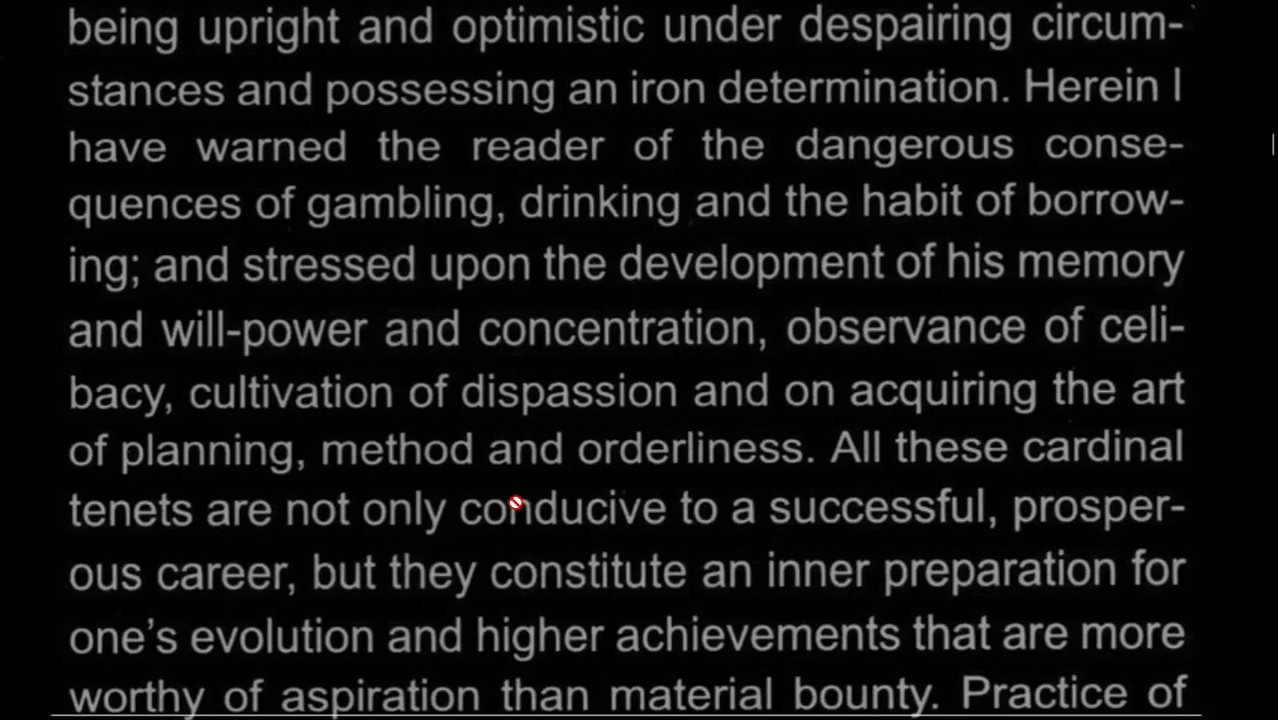 being upright and optimistic under despairing circum-
stances and possessing an iron determination. Herein I
have warned the reader of the dangerous conse-
quences of gambling, drinking and the habit of borrow-
ing; and stressed upon the development of his memory
and will-power and concentration, observance of celi-
bacy, cultivation of dispassion and on acquiring the art
of planning, method and orderliness. All these cardinal
tenets are not only conducive to a successful, prosper-
ous career, but they constitute an inner preparation for
one’s evolution and higher achievements that are more
worthy of aspiration than material bounty. Practice of